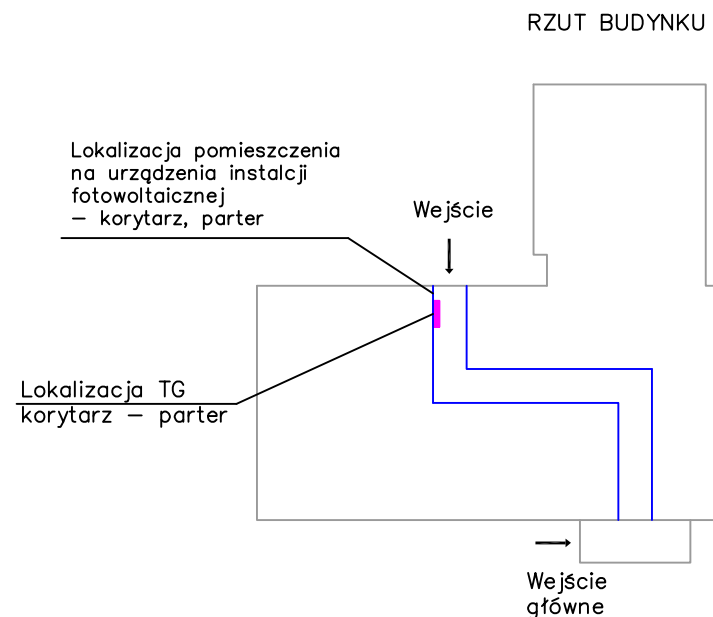 RZUT BUDYNKU
Lokalizacja pomieszczenia
na urządzenia instalcji
fotowoltaicznej
– korytarz, parter
Wejście
Lokalizacja TG
korytarz – parter
Wejście
główne